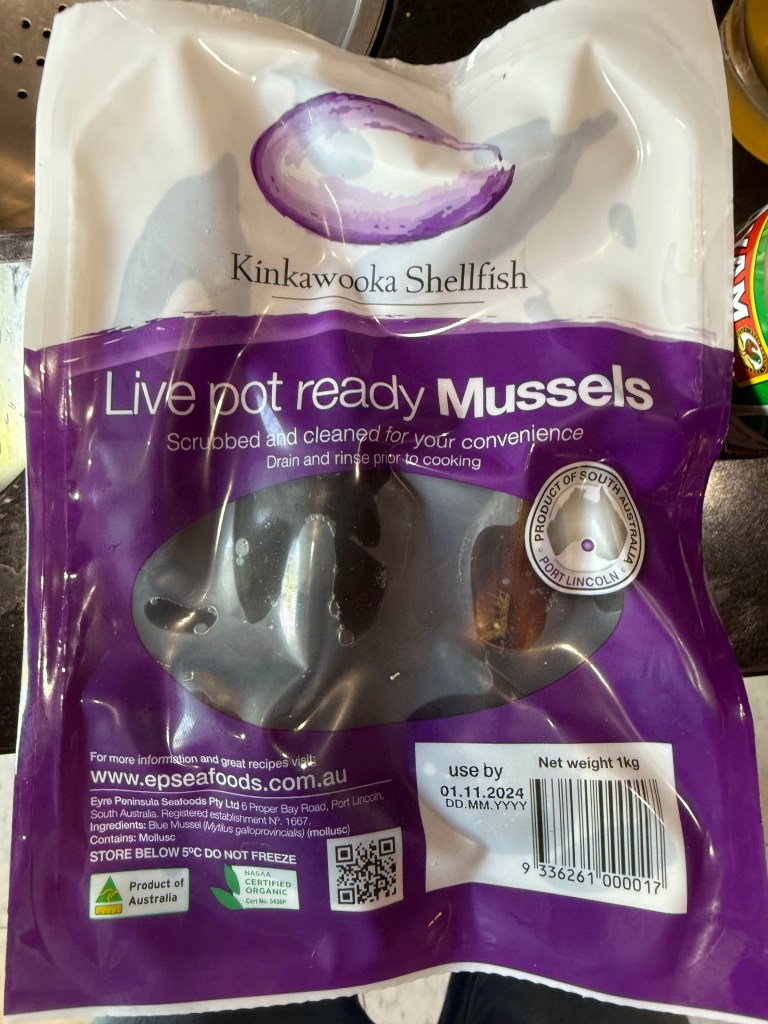 Kinkawooka Shellfish
Live pot ready Mussels
Scrubbed and cleaned for your convenience
Drain and rinse prior to cooking
PRODUCT OF SOUTH AUSTRALIA
PORT LINCOLN
For more information and great recipes visit:
www.epseafoods.com.au
Eyre Peninsula Seafoods Pty Ltd 6 Proper Bay Road, Port Lincoln,
South Australia. Registered establishment Nº. 1667.
Ingredients: Blue Mussel (Mytilus galloprovincialis) (mollusc)
Contains: Mollusc
STORE BELOW 5ºC DO NOT FREEZE
Product of
Australia
NASAA
CERTIFIED
ORGANIC
Cert No. 5436P
use by
01.11.2024
DD.MM.YYYY
Net weight 1kg
9 336261 000017